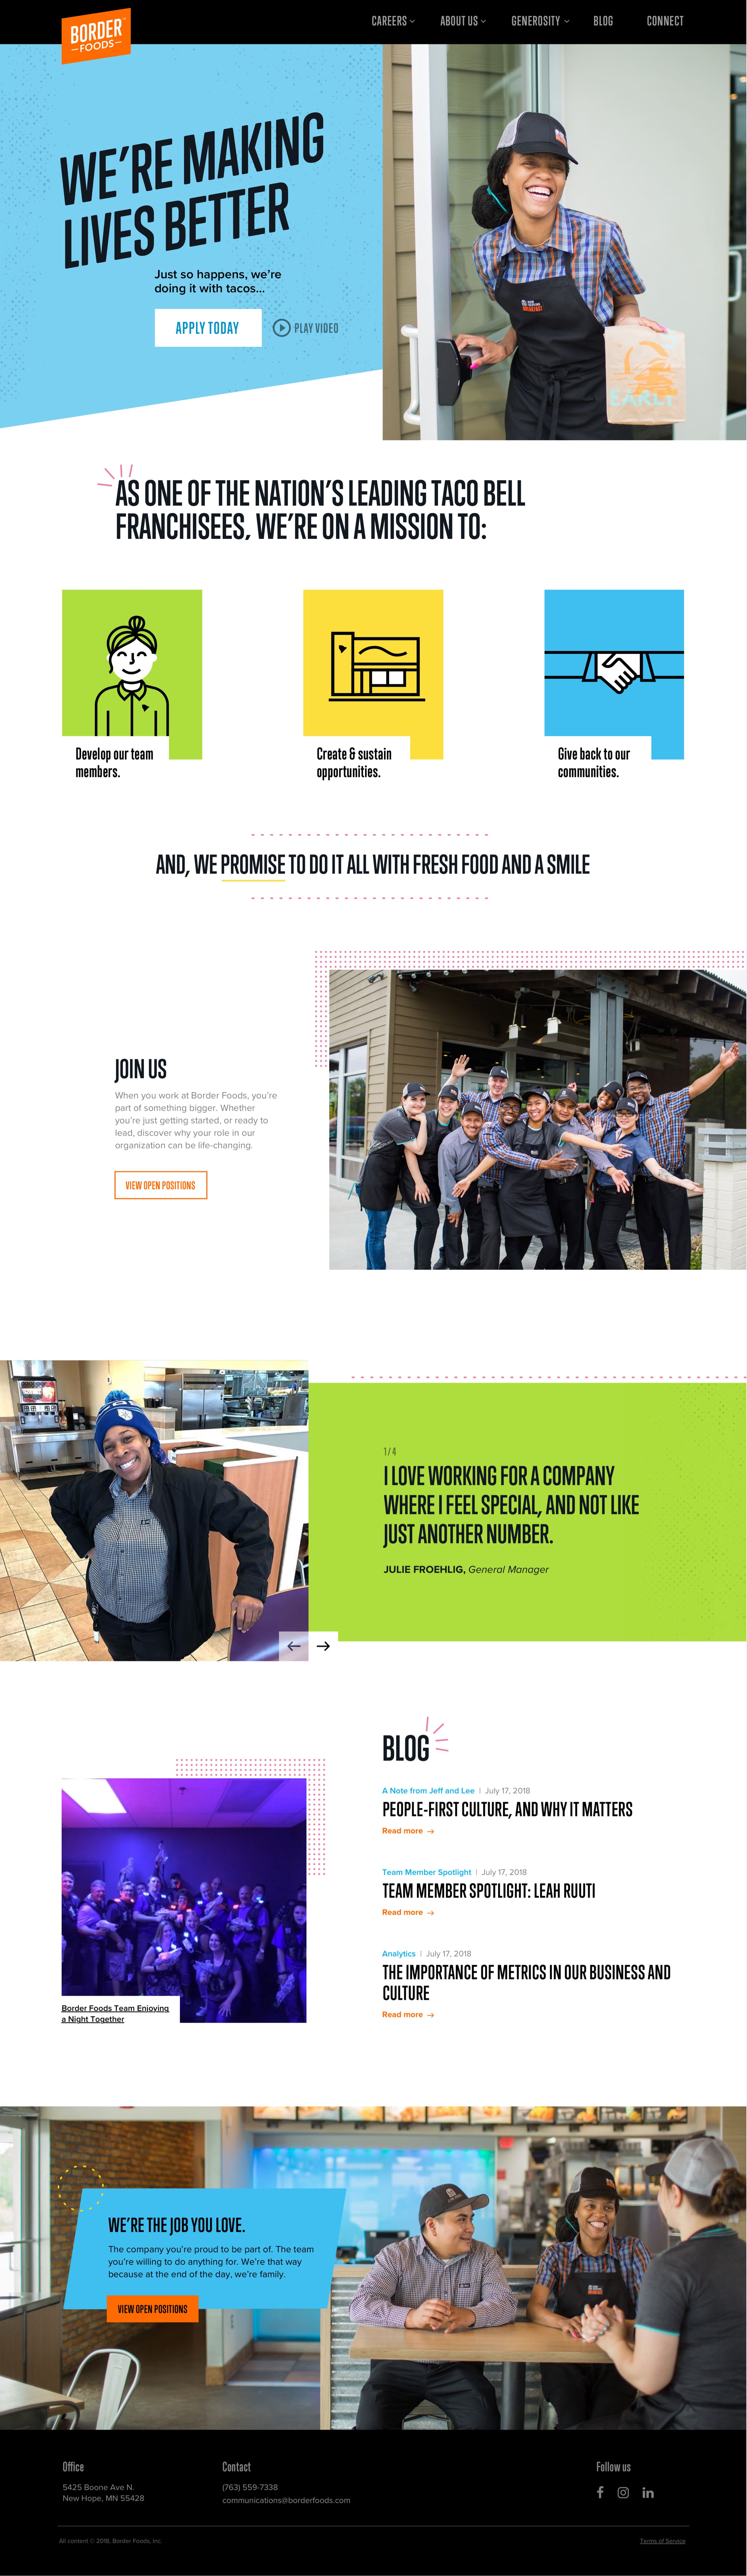 BORDER
FOODS
CAREERS
ABOUT US
GENEROSITY
BLOG
CONNECT
WE'RE MAKING
LIVES BETTER
Just so happens, we're
doing it with tacos...
APPLY TODAY
PLAY VIDEO
EARLY
AS ONE OF THE NATION'S LEADING TACO BELL
FRANCHISEES, WE'RE ON A MISSION TO:
Develop our team
members.
Create & sustain
opportunities.
Give back to our
communities.
AND, WE PROMISE TO DO IT ALL WITH FRESH FOOD AND A SMILE
JOIN US
When you work at Border Foods, you're
part of something bigger. Whether
you're just getting started, or ready to
lead, discover why your role in our
organization can be life-changing.
VIEW OPEN POSITIONS
1/4
I LOVE WORKING FOR A COMPANY
WHERE I FEEL SPECIAL, AND NOT LIKE
JUST ANOTHER NUMBER.
JULIE FROEHLIG, General Manager
BLOG
A Note from Jeff and Lee | July 17, 2018
PEOPLE-FIRST CULTURE, AND WHY IT MATTERS
Read more →
Team Member Spotlight | July 17, 2018
TEAM MEMBER SPOTLIGHT: LEAH RUUTI
Read more →
Analytics | July 17, 2018
THE IMPORTANCE OF METRICS IN OUR BUSINESS AND
CULTURE
Read more →
Border Foods Team Enjoying
a Night Together
WE'RE THE JOB YOU LOVE.
The company you're proud to be part of. The team
you're willing to do anything for. We're that way
because at the end of the day, we're family.
VIEW OPEN POSITIONS
Office
5425 Boone Ave N.
New Hope, MN 55428
Contact
(763) 559-7338
communications@borderfoods.com
Follow us
All content © 2018, Border Foods, Inc.
Terms of Service